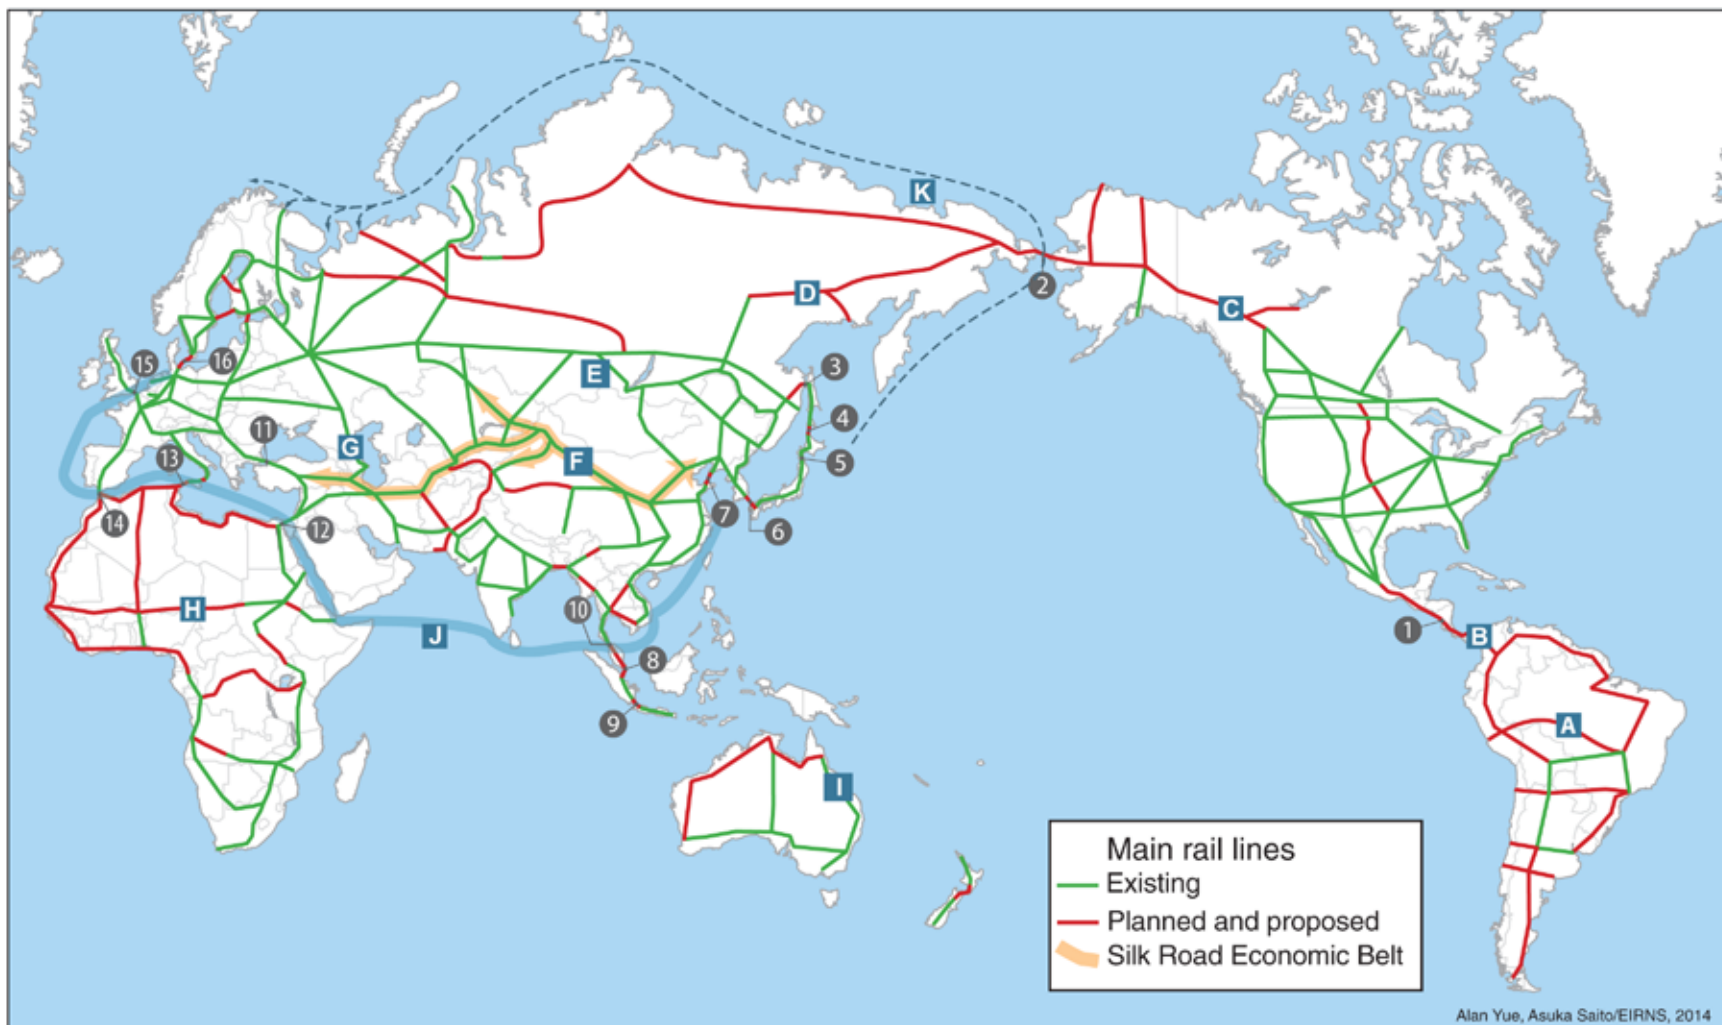 K
2
D
C
15
16
3
E
4
11
G
13
F
5
14
12
7
6
10
H
J
1
B
8
9
A
I
Main rail lines
Existing
Planned and proposed
Silk Road Economic Belt
Alan Yue, Asuka Saito/EIRNS, 2014